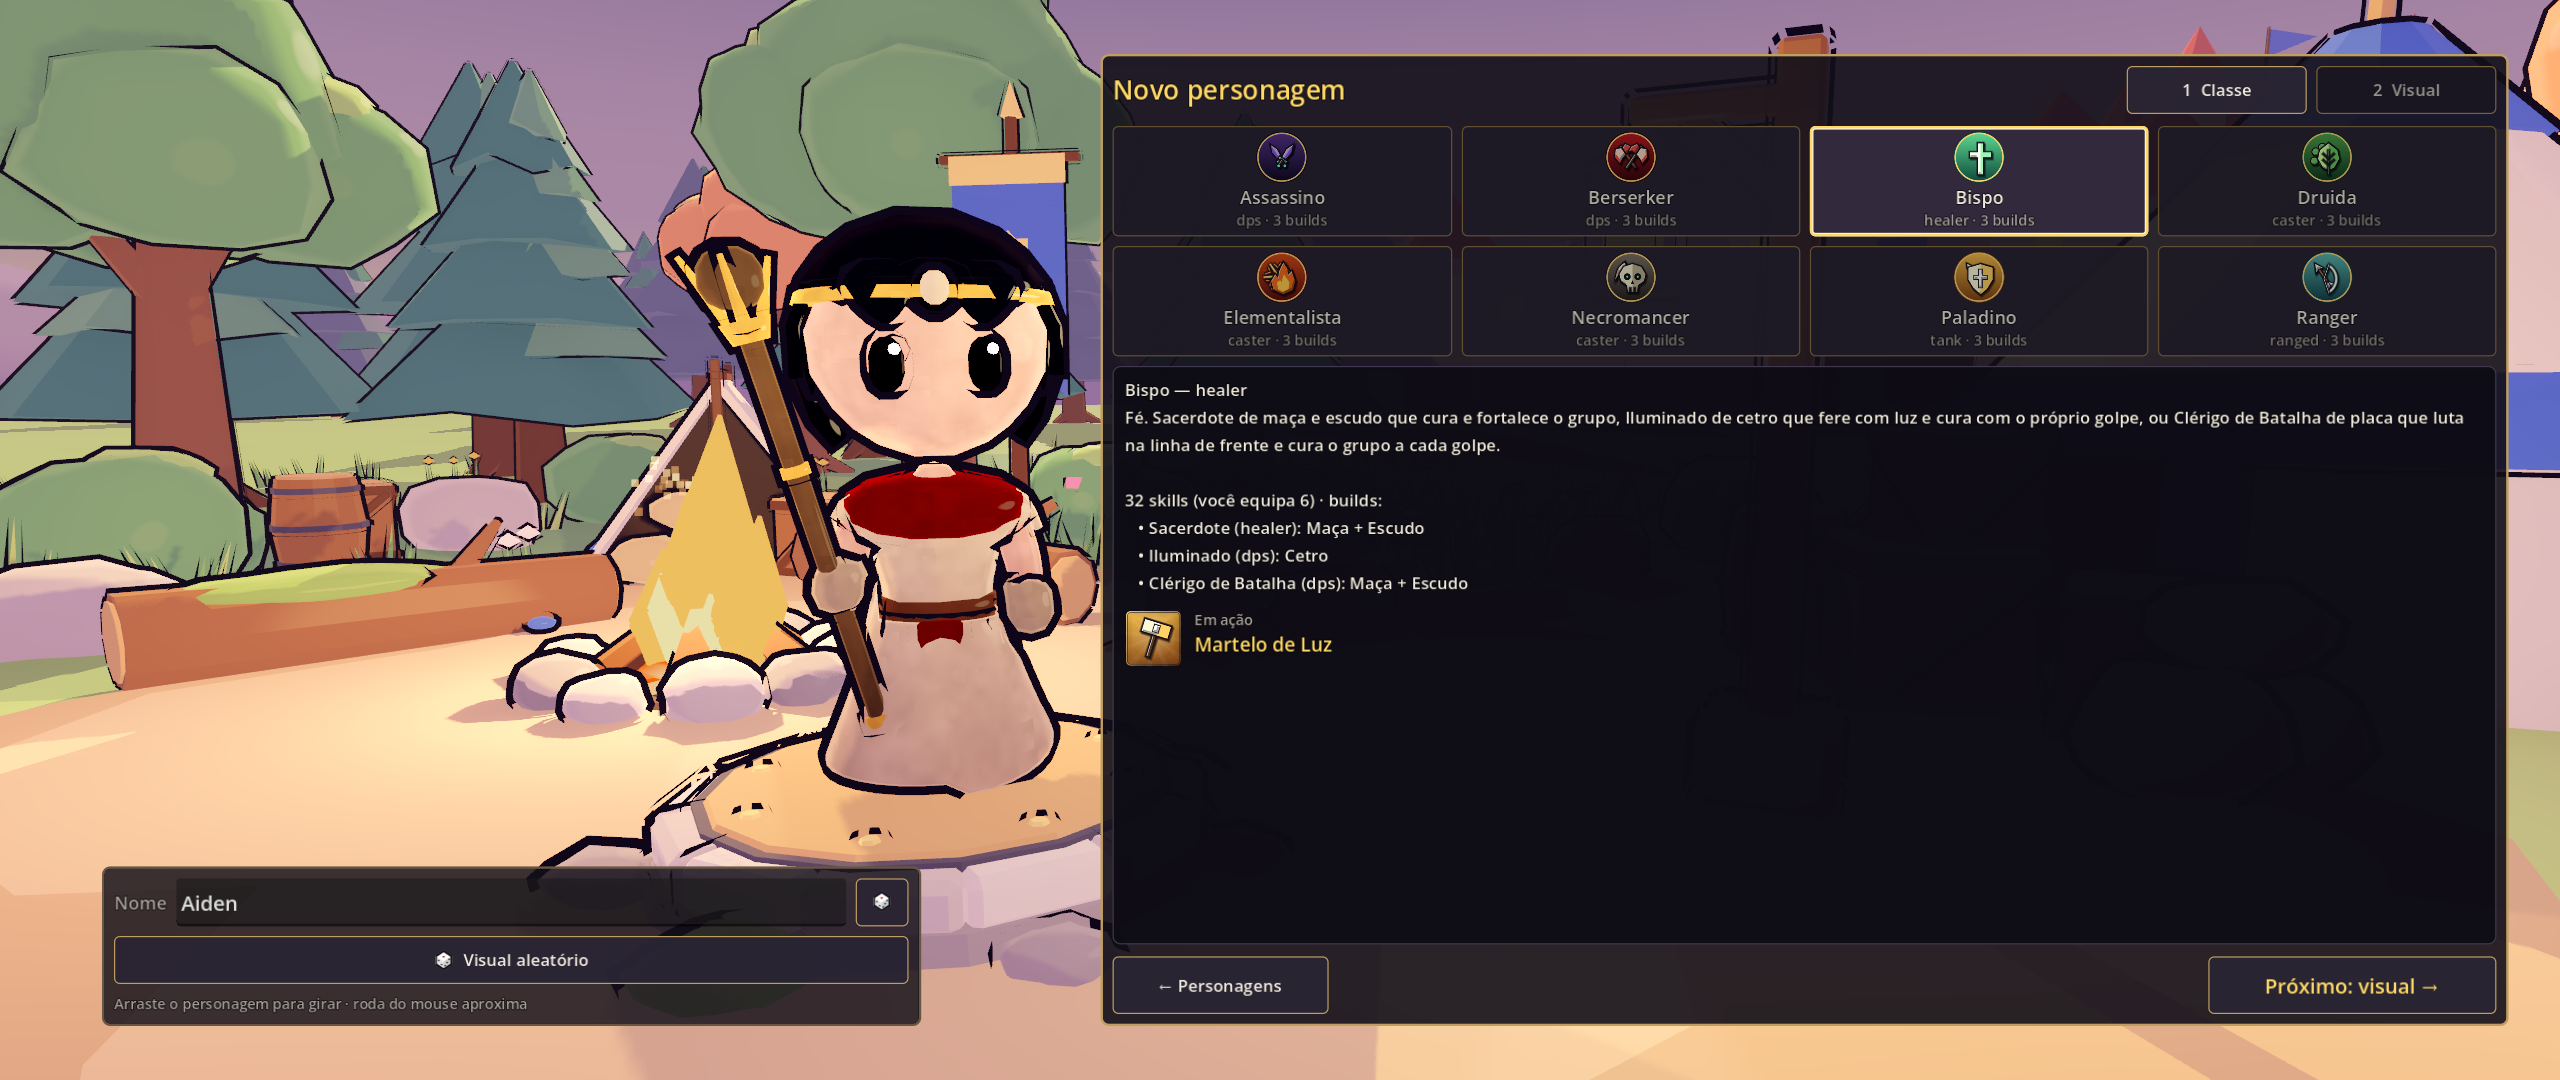 Novo personagem
1 Classe
2 Visual
Assassino
dps · 3 builds
Berserker
dps · 3 builds
Bispo
healer · 3 builds
Druida
caster · 3 builds
Elementalista
caster · 3 builds
Necromancer
caster · 3 builds
Paladino
tank · 3 builds
Ranger
ranged · 3 builds
Bispo — healer
Fé. Sacerdote de maça e escudo que cura e fortalece o grupo, Iluminado de cetro que fere com luz e cura com o próprio golpe, ou Clérigo de Batalha de placa que luta
na linha de frente e cura o grupo a cada golpe.
32 skills (você equipa 6) · builds:
• Sacerdote (healer): Maça + Escudo
• Iluminado (dps): Cetro
• Clérigo de Batalha (dps): Maça + Escudo
Em ação
Martelo de Luz
Nome Aiden
Visual aleatório
Arraste o personagem para girar · roda do mouse aproxima
← Personagens
Próximo: visual →